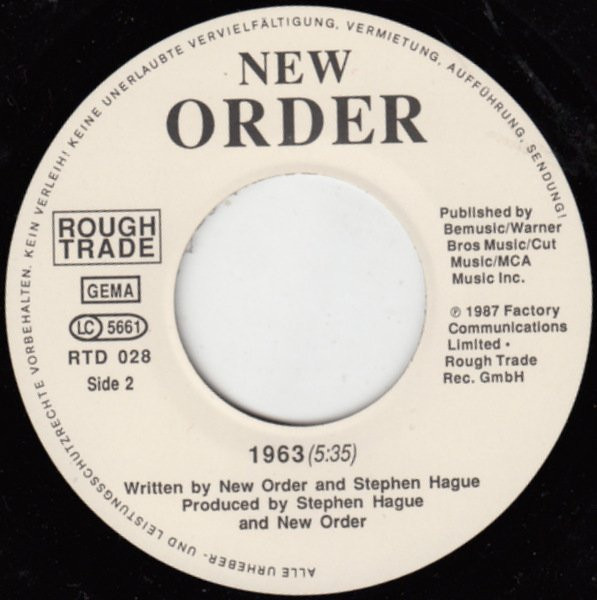 NEW
ORDER
ROUGH
TRADE
GEMA
LC 5661
RTD 028
Side 2
Published by
Bemusic/Warner
Bros Music/Cut
Music/MCA
Music Inc.
℗ 1987 Factory
Communications
Limited •
Rough Trade
Rec. GmbH
1963 (5:35)
Written by New Order and Stephen Hague
Produced by Stephen Hague
and New Order
ALLE URHEBER- UND LEISTUNGSSCHUTZRECHTE VORBEHALTEN. KEIN VERLEIH! KEINE UNERLAUBTE VERVIELFÄLTIGUNG, VERMIETUNG, AUFFÜHRUNG, SENDUNG!